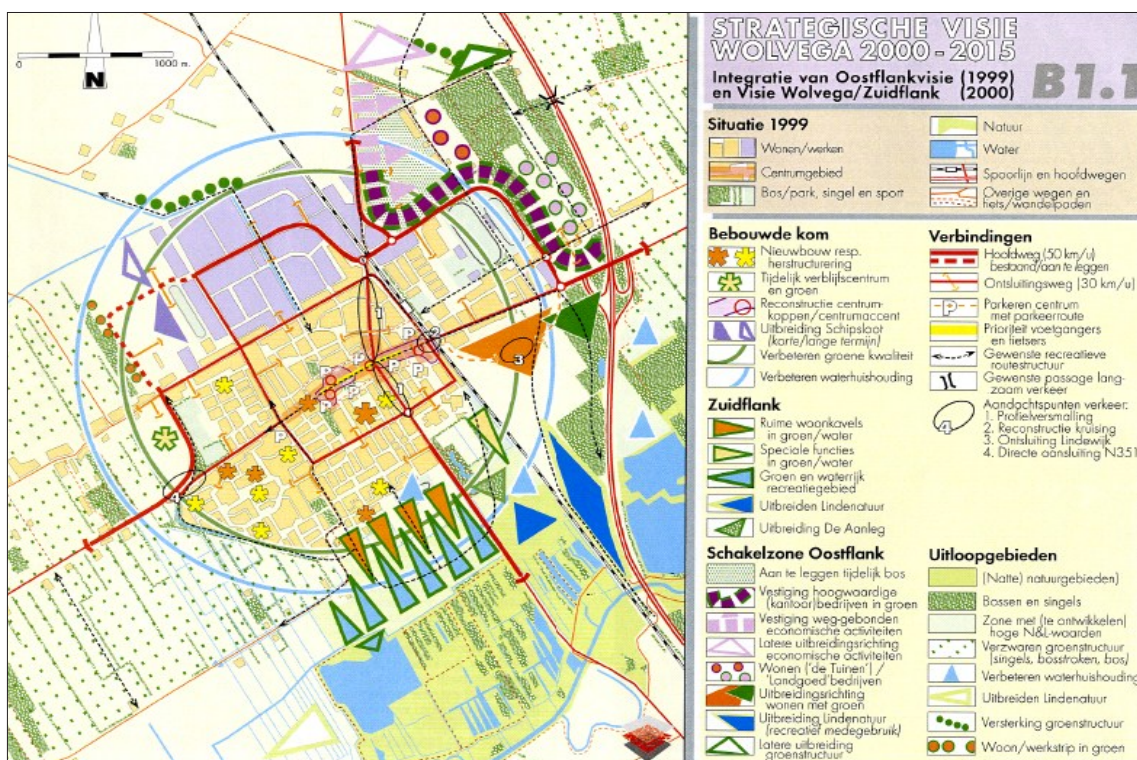 0
1000 m.
N
P
P
P
P
P
P
P
1
1
2
3
4
STRATEGISCHE VISIE
WOLVEGA 2000 - 2015
Integratie van Oostflankvisie (1999)
en Visie Wolvega/Zuidflank (2000)
B1.1
Situatie 1999
Wonen/werken
Centrumgebied
Bos/park, singel en sport
Natuur
Water
Spoorlijn en hoofdwegen
Overige wegen en
fiets/wandelpaden
Bebouwde kom
Nieuwbouw resp.
herstructurering
Tijdelijk verblijfscentrum
en groen
Reconstructie centrum-
koppen/centrumaccent
Uitbreiding Schipsloot
(korte/lange termijn)
Verbeteren groene kwaliteit
Verbeteren waterhuishouding
Zuidflank
Ruime woonkavels
in groen/water
Speciale functies
in groen/water
Groen en waterrijk
recreatiegebied
Uitbreiden Lindenatuur
Uitbreiding De Aanleg
Schakelzone Oostflank
Aan te leggen tijdelijk bos
Vestiging hoogwaardige
(kantoor)bedrijven in groen
Vestiging weg-gebonden
economische activiteiten
Latere uitbreidingsrichting
economische activiteiten
Wonen ('de Tuinen') /
'Landgoed'bedrijven
Uitbreidingsrichting
wonen met groen
Uitbreiding Lindenatuur
(recreatief medegebruik)
Latere uitbreiding
groenstructuur
Verbindingen
Hoofdweg (50 km/u)
bestaand/aan te leggen
Ontsluitingsweg (30 km/u)
P
Parkeren centrum
met parkeerroute
Prioriteit voetgangers
en fietsers
Gewenste recreatieve
routestructuur
Gewenste passage lang-
zaam verkeer
4
Aandachtspunten verkeer:
1. Profielversmalling
2. Reconstructie kruising
3. Ontsluiting Lindewijk
4. Directe aansluiting N351
Uitloopgebieden
(Natte) natuurgebieden)
Bossen en singels
Zone met (te ontwikkelen)
hoge N&L-waarden
Verzwaren groenstructuur
(singels, bosstroken, bos)
Verbeteren waterhuishouding
Uitbreiden Lindenatuur
Versterking groenstructuur
Woon/werkstrip in groen